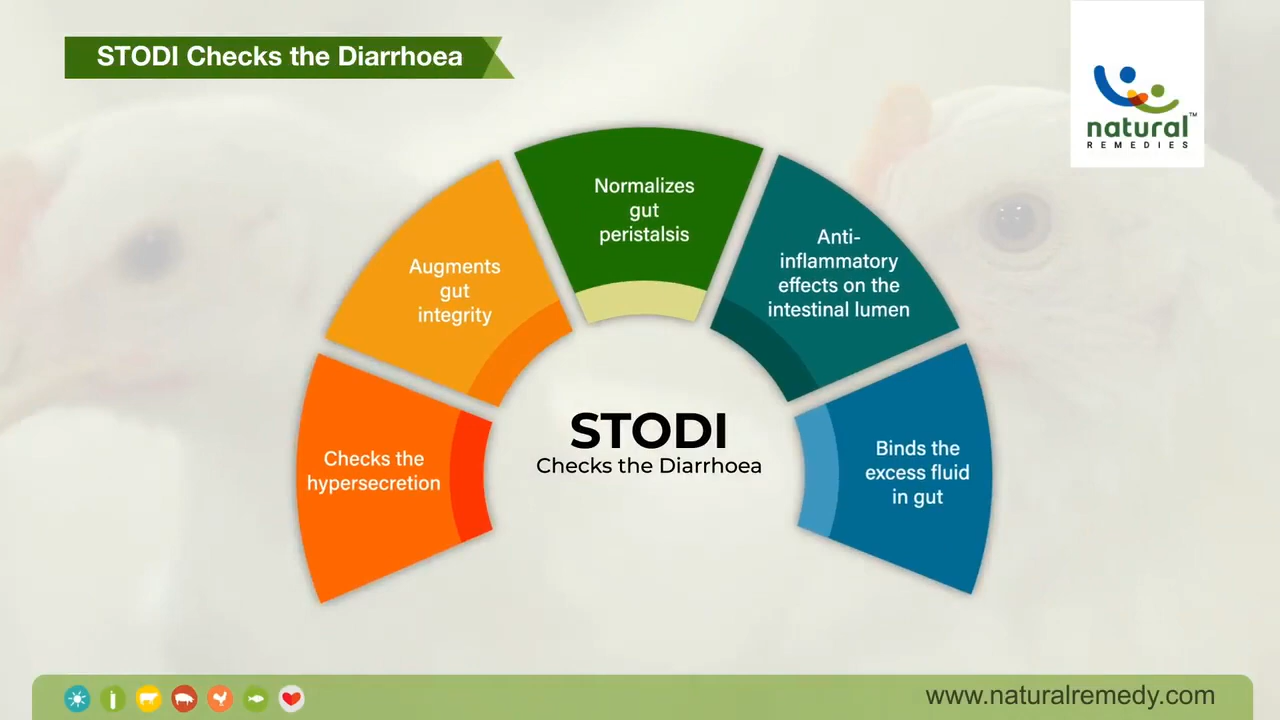 STODI Checks the Diarrhoea
natural™
REMEDIES
Normalizes
gut
peristalsis
Augments
gut
integrity
Anti-
inflammatory
effects on the
intestinal lumen
Checks the
hypersecretion
STODI
Checks the Diarrhoea
Binds the
excess fluid
in gut
www.naturalremedy.com